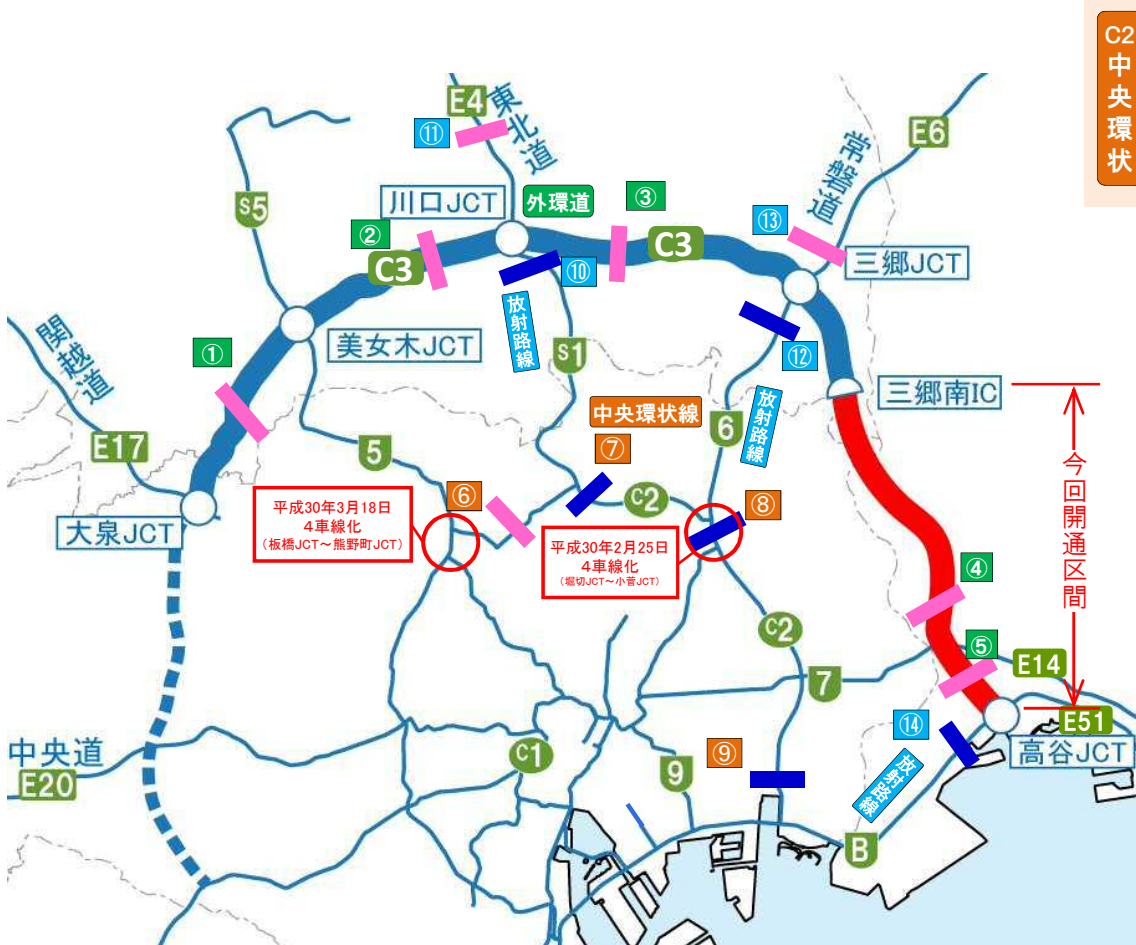 C2
中央環状
E4
東北道
⑪
E6
常磐道
S5
川口JCT
外環道
③
⑬
②
C3
C3
三郷JCT
⑩
放射路線
関越道
①
美女木JCT
S1
⑫
三郷南IC
放射路線
中央環状線
6
E17
5
⑦
今回開通区間
⑥
C2
⑧
平成30年3月18日
4車線化
(板橋JCT～熊野町JCT)
大泉JCT
平成30年2月25日
4車線化
(堀切JCT～小菅JCT)
④
C2
⑤
E14
7
⑭
E51
中央道
C1
⑨
高谷JCT
E20
9
放射路線
B